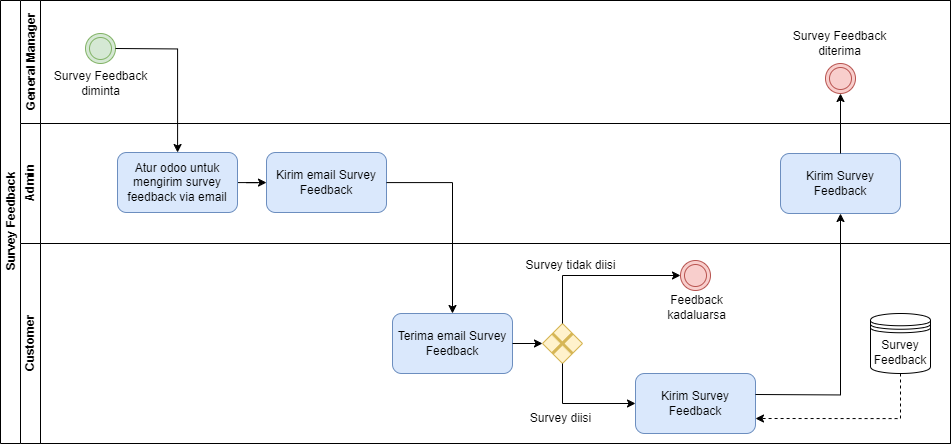 Survey Feedback
General Manager
Survey Feedback
diminta
Survey Feedback
diterima
Admin
Atur odoo untuk
mengirim survey
feedback via email
Kirim email Survey
Feedback
Kirim Survey
Feedback
Customer
Terima email Survey
Feedback
Survey tidak diisi
Feedback
kadaluarsa
Survey diisi
Kirim Survey
Feedback
Survey
Feedback